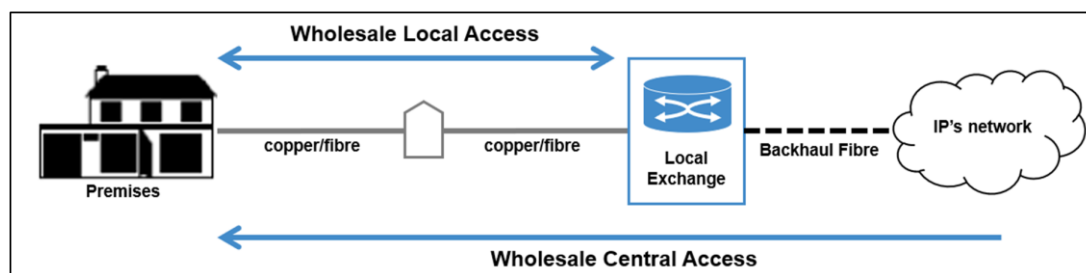 Wholesale Local Access
copper/fibre
copper/fibre
Premises
Local
Exchange
Backhaul Fibre
IP's network
Wholesale Central Access